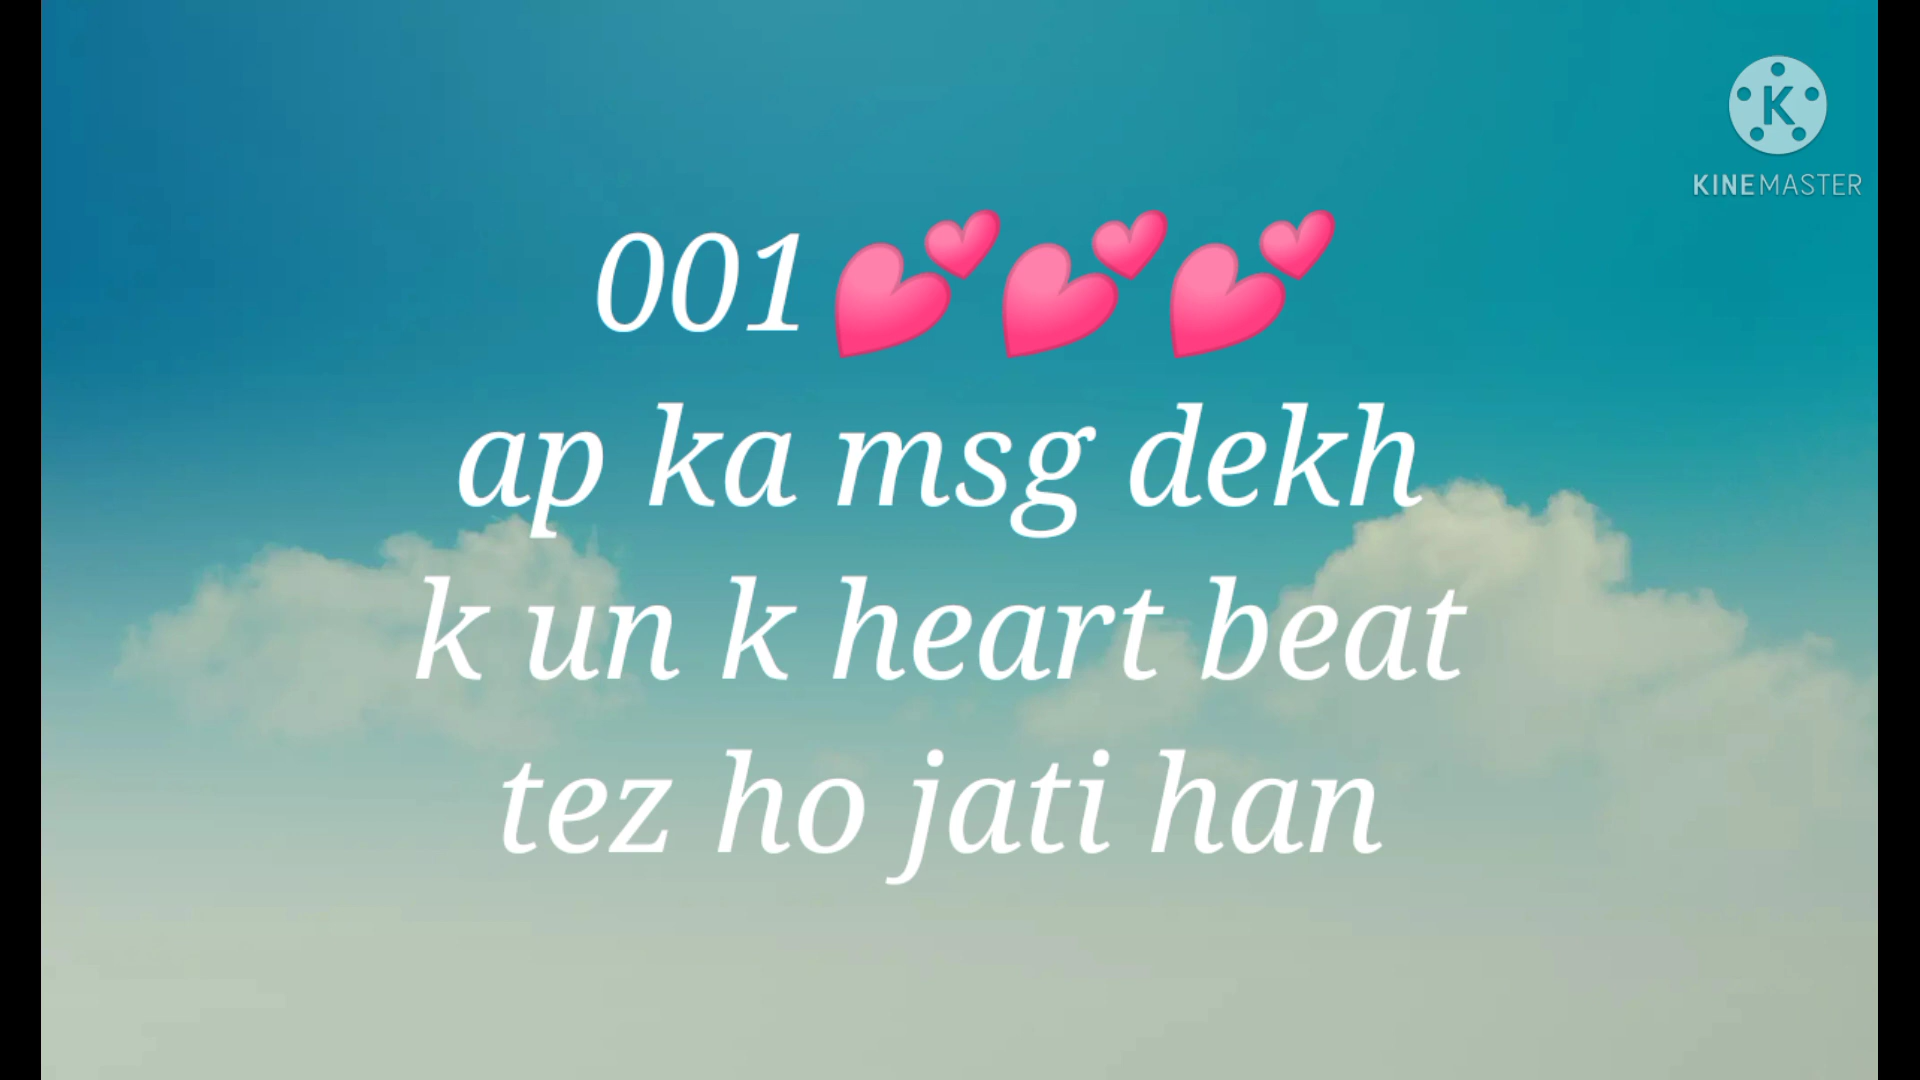 KINEMASTER
001💕💕💕
ap ka msg dekh
k un k heart beat
tez ho jati han